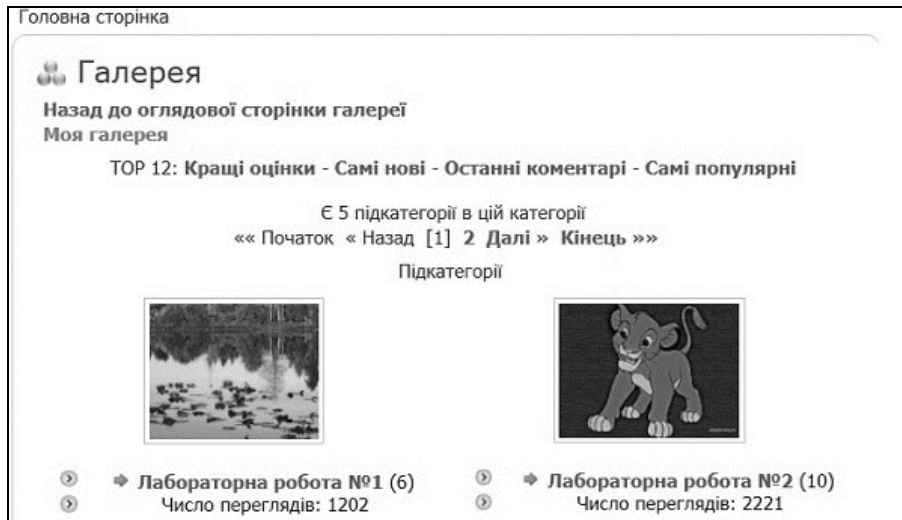 Головна сторінка
Галерея
Назад до оглядової сторінки галереї
Моя галерея
TOP 12: Кращі оцінки - Самі нові - Останні коментарі - Самі популярні
Є 5 підкатегорії в цій категорії
«« Початок « Назад [1] 2 Далі » Кінець »»
Підкатегорії
Лабораторна робота №1 (6)
Число переглядів: 1202
Лабораторна робота №2 (10)
Число переглядів: 2221